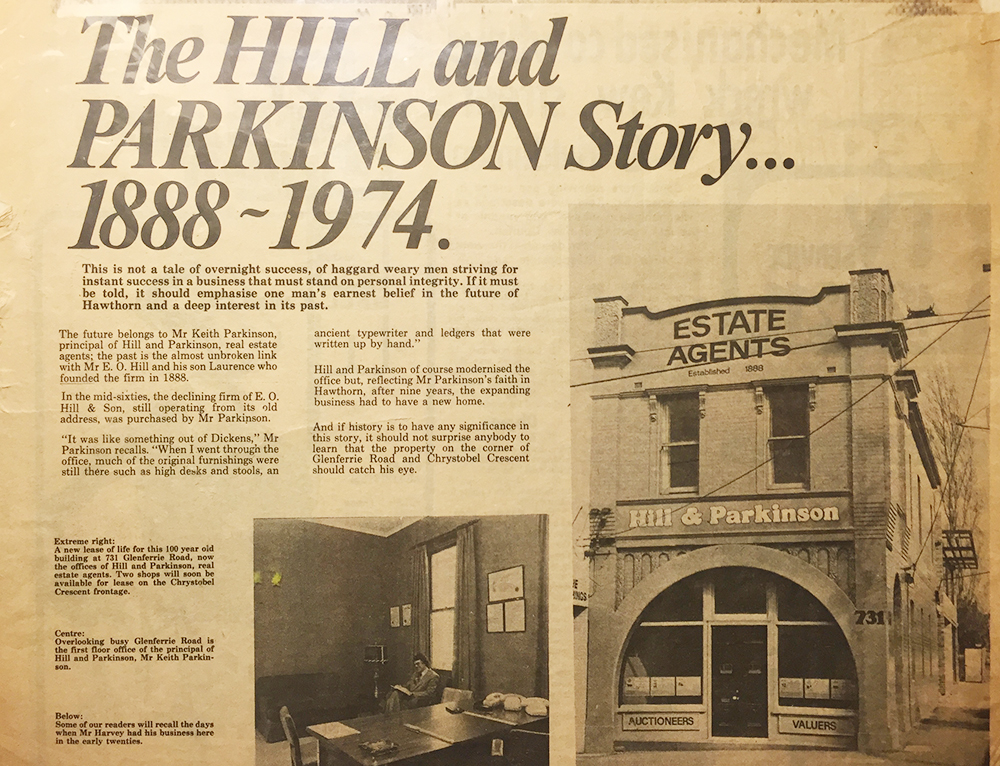 The HILL and
PARKINSON Story...
1888 ~ 1974.
This is not a tale of overnight success, of haggard weary men striving for
instant success in a business that must stand on personal integrity. If it must
be told, it should emphasise one man's earnest belief in the future of
Hawthorn and a deep interest in its past.
The future belongs to Mr Keith Parkinson,
principal of Hill and Parkinson, real estate
agents; the past is the almost unbroken link
with Mr E. O. Hill and his son Laurence who
founded the firm in 1888.
In the mid-sixties, the declining firm of E. O.
Hill & Son, still operating from its old
address, was purchased by Mr Parkinson.
“It was like something out of Dickens,” Mr
Parkinson recalls. “When I went through the
office, much of the original furnishings were
still there such as high desks and stools, an
ancient typewriter and ledgers that were
written up by hand.”
Hill and Parkinson of course modernised the
office but, reflecting Mr Parkinson's faith in
Hawthorn, after nine years, the expanding
business had to have a new home.
And if history is to have any significance in
this story, it should not surprise anybody to
learn that the property on the corner of
Glenferrie Road and Chrystobel Crescent
should catch his eye.
Extreme right:
A new lease of life for this 100 year old
building at 731 Glenferrie Road, now
the offices of Hill and Parkinson, real
estate agents. Two shops will soon be
available for lease on the Chrystobel
Crescent frontage.
Centre:
Overlooking busy Glenferrie Road is
the first floor office of the principal of
Hill and Parkinson, Mr Keith Parkin-
son.
Below:
Some of our readers will recall the days
when Mr Harvey had his business here
in the early twenties.
ESTATE
AGENTS
Established 1888
Hill & Parkinson
731
AUCTIONEERS
VALUERS